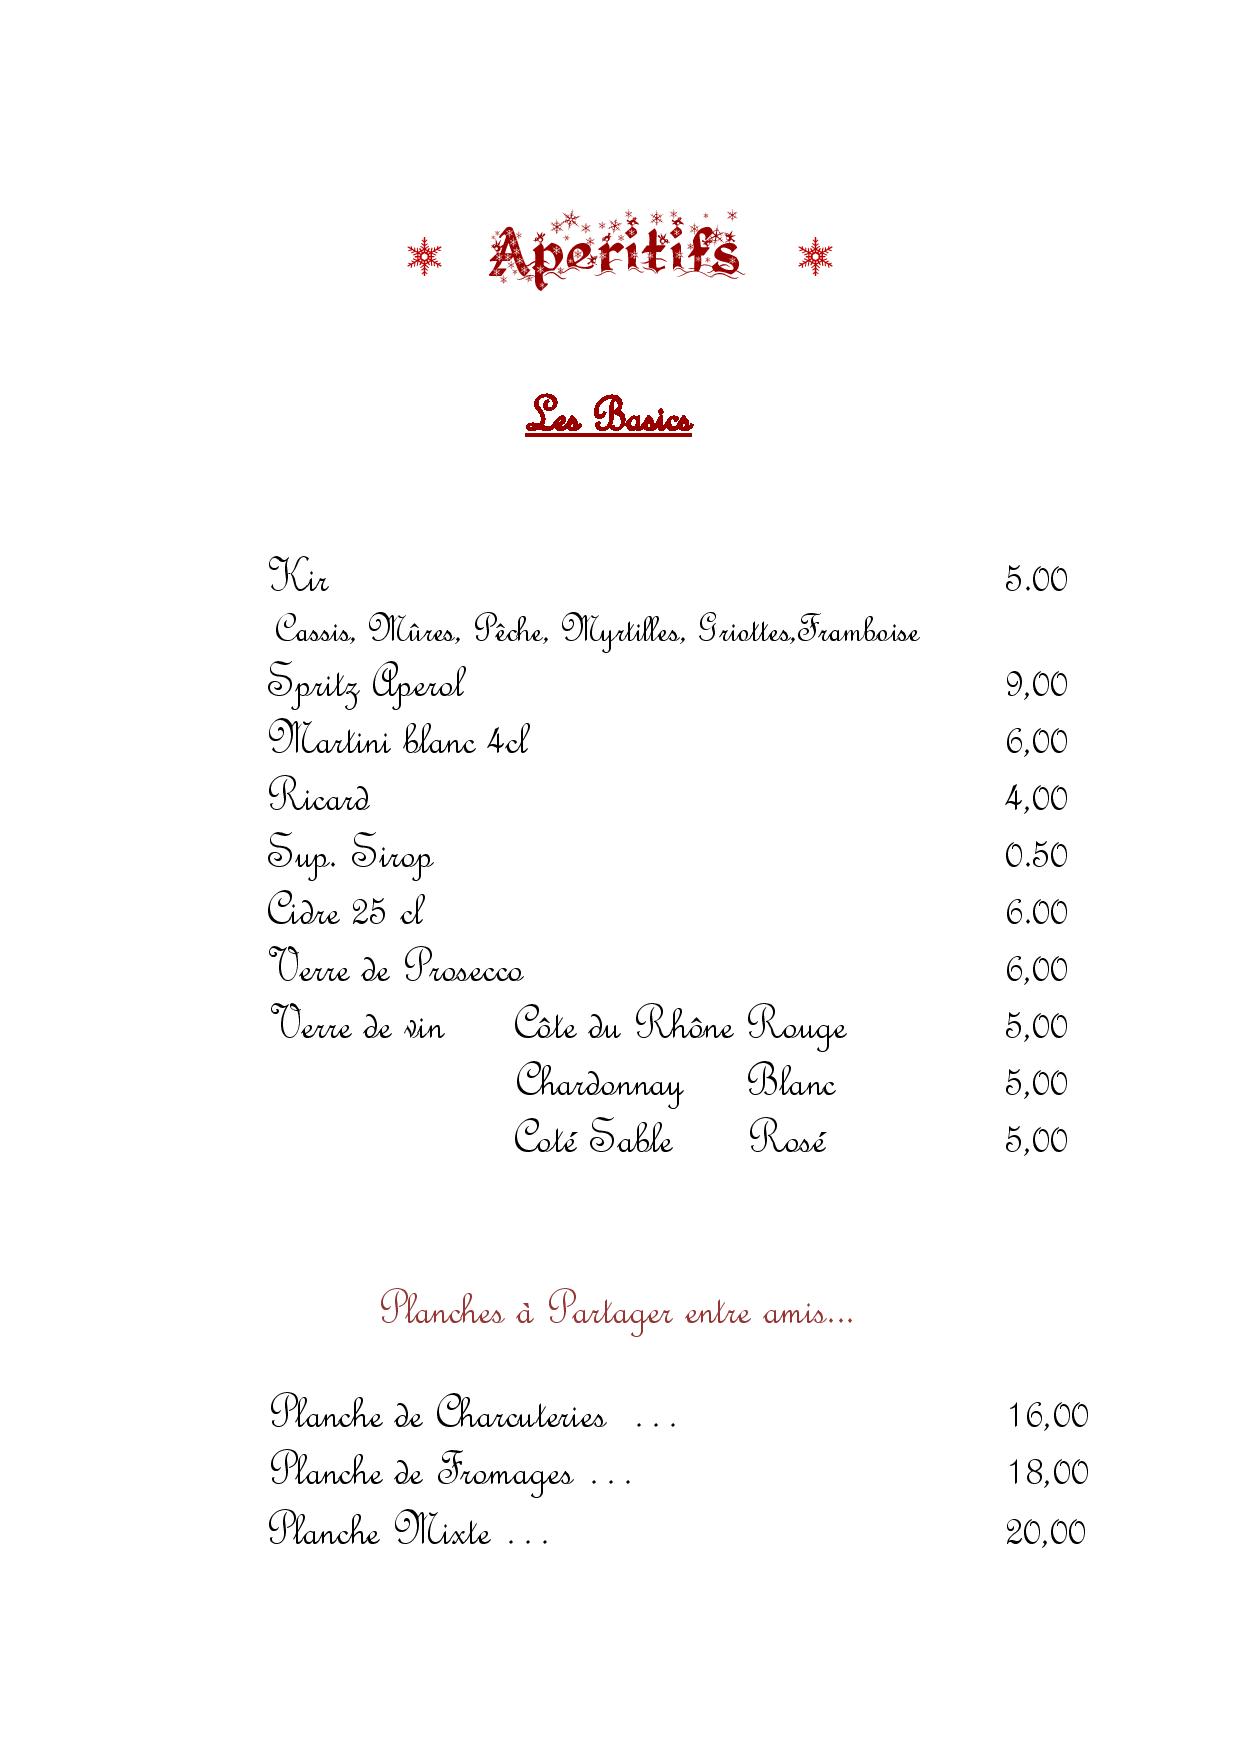 Aperitifs
Les Basics
Kir 5.00
Cassis, Mûres, Pêche, Myrtilles, Griottes,Framboise
Spritz Aperol 9,00
Martini blanc 4cl 6,00
Ricard 4,00
Sup. Sirop 0.50
Cidre 25 cl 6.00
Verre de Prosecco 6,00
Verre de vin Côte du Rhône Rouge 5,00
Chardonnay Blanc 5,00
Coté Sable Rosé 5,00
Planches à Partager entre amis...
Planche de Charcuteries ... 16,00
Planche de Fromages ... 18,00
Planche Mixte ... 20,00